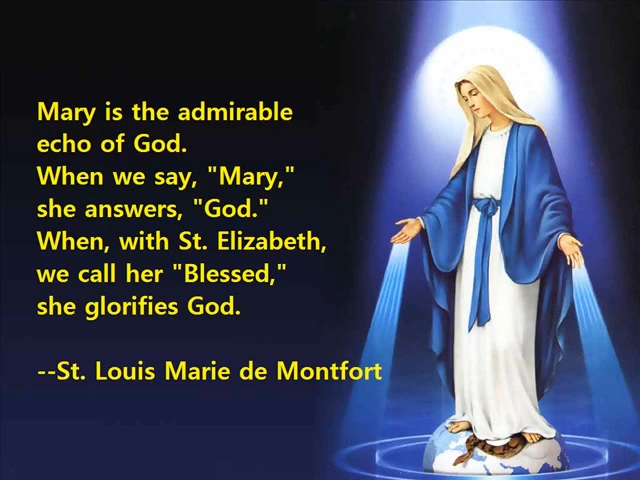 Mary is the admirable
echo of God.
When we say, "Mary,"
she answers, "God."
When, with St. Elizabeth,
we call her "Blessed,"
she glorifies God.
--St. Louis Marie de Montfort